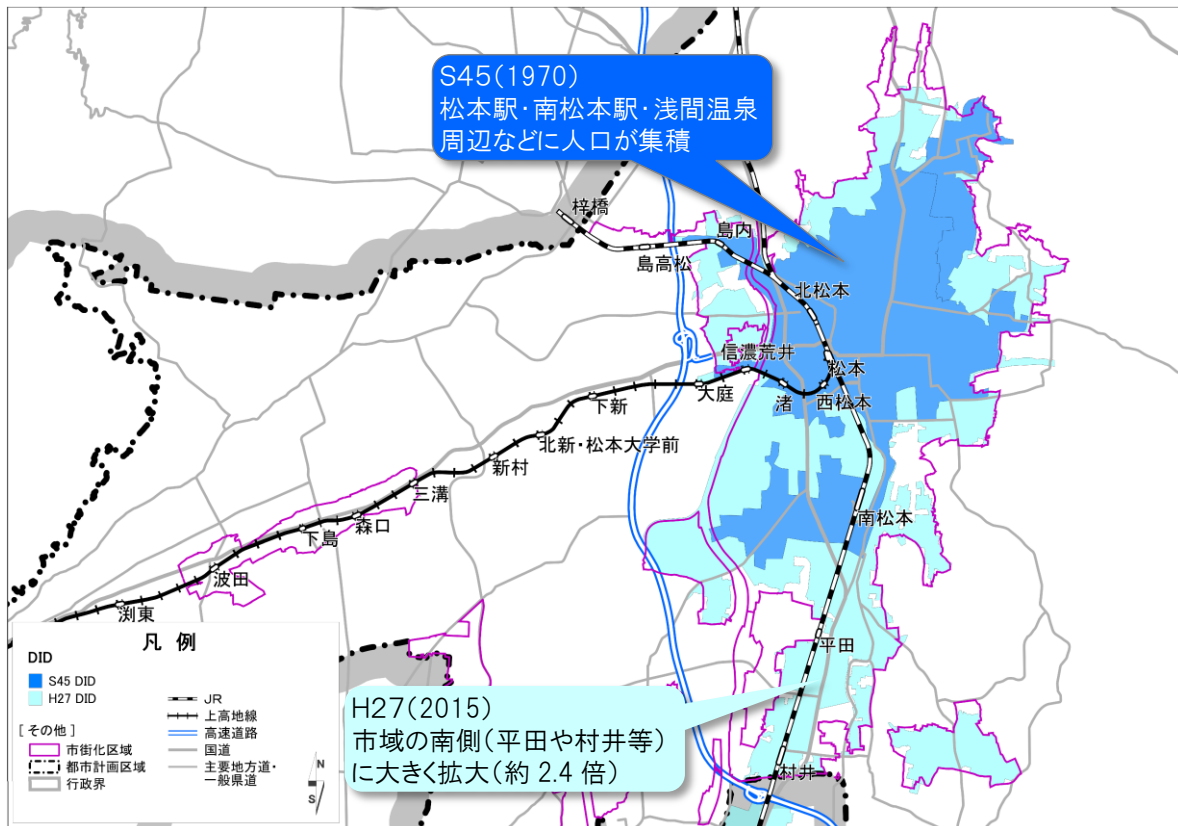 S45(1970)
松本駅・南松本駅・浅間温泉
周辺などに人口が集積
梓橋
島内
島高松
北松本
信濃荒井
松本
大庭
渚
西松本
下新
北新・松本大学前
新村
三溝
南松本
森口
下島
波田
渕東
平田
村井
H27(2015)
市域の南側(平田や村井等)
に大きく拡大(約 2.4 倍)
凡 例
DID
S45 DID
H27 DID
[ その他 ]
市街化区域
都市計画区域
行政界
JR
上高地線
高速道路
国道
主要地方道・
一般県道
N
S